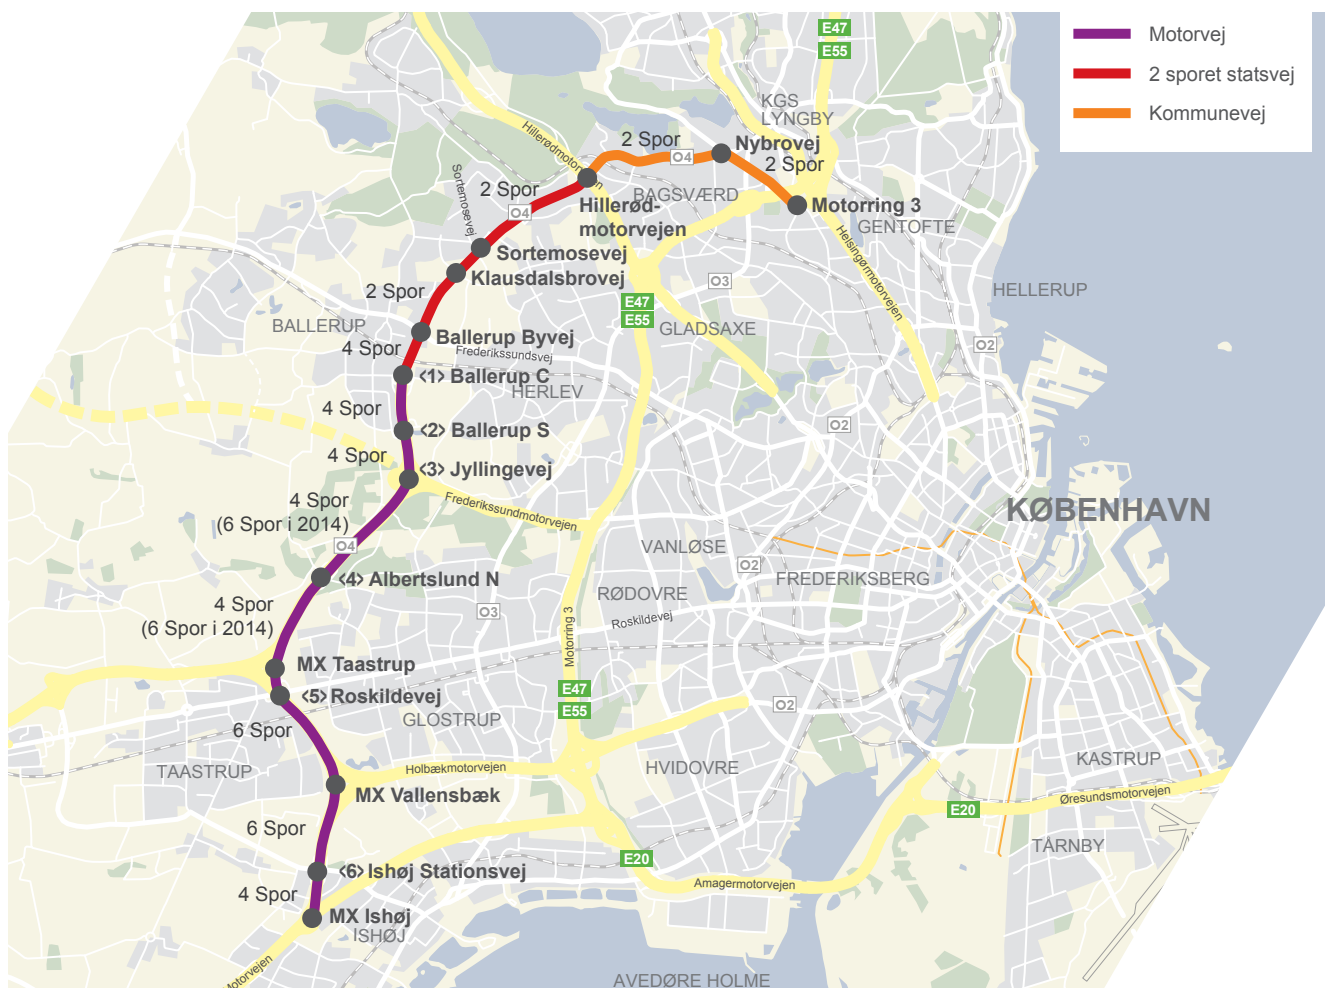 E47
E55
Motorvej
2 sporet statsvej
Kommunevej
KGS
LYNGBY
Hillerødmotorvejen
2 Spor
O4
Nybrovej
2 Spor
Sortemosevej
2 Spor
O4
BAGSVÆRD
Hillerød-
motorvejen
Motorring 3
GENTOFTE
Helsingørmotorvejen
Sortemosevej
Klausdalsbrovej
O3
HELLERUP
2 Spor
E47
E55
BALLERUP
GLADSAXE
Ballerup Byvej
4 Spor
Frederikssundsvej
O2
<1> Ballerup C
HERLEV
4 Spor
<2> Ballerup S
O2
4 Spor
<3> Jyllingevej
4 Spor
(6 Spor i 2014)
Frederikssundmotorvejen
KØBENHAVN
O4
VANLØSE
O2
<4> Albertslund N
FREDERIKSBERG
RØDOVRE
4 Spor
(6 Spor i 2014)
O3
Roskildevej
Motorring 3
MX Taastrup
<5> Roskildevej
E47
E55
O2
GLOSTRUP
6 Spor
TAASTRUP
Holbækmotorvejen
HVIDOVRE
KASTRUP
MX Vallensbæk
Øresundsmotorvejen
E20
6 Spor
TÅRNBY
E20
<6> Ishøj Stationsvej
4 Spor
Amagermotorvejen
MX Ishøj
ISHØJ
Motorvejen
AVEDØRE HOLME